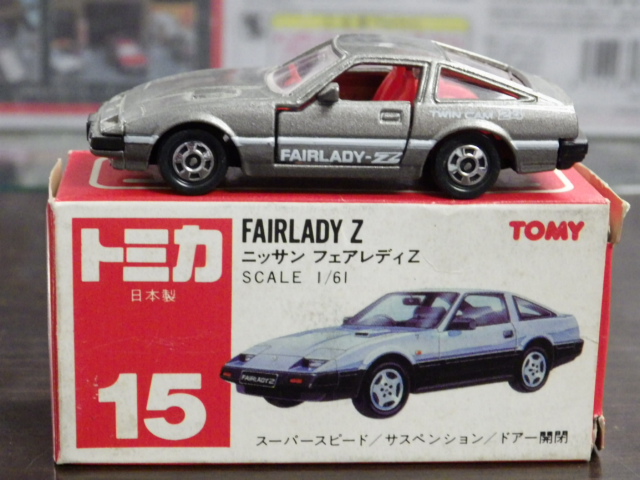 TWIN CAM
FAIRLADY-Z
トミカ
日本製
15
FAIRLADY Z
ニッサン フェアレディZ
SCALE 1/61
TOMY
FAIRLADY Z
スーパースピード/サスペンション/ドアー開閉